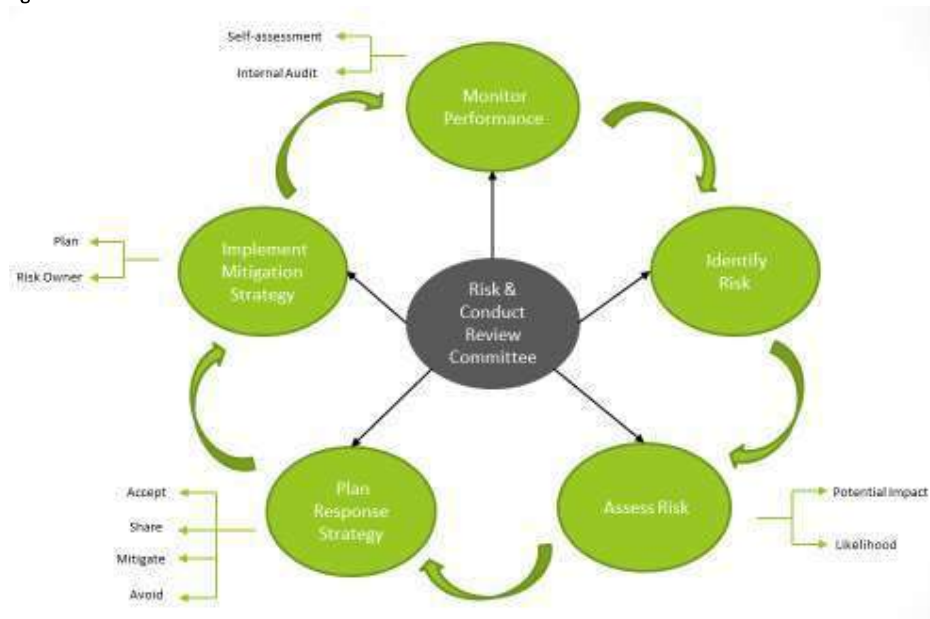 Self-assessment
Internal Audit
Monitor
Performance
Identify
Risk
Potential Impact
Likelihood
Assess Risk
Plan
Response
Strategy
Accept
Share
Mitigate
Avoid
Implement
Mitigation
Strategy
Plan
Risk Owner
Risk &
Conduct
Review
Committee